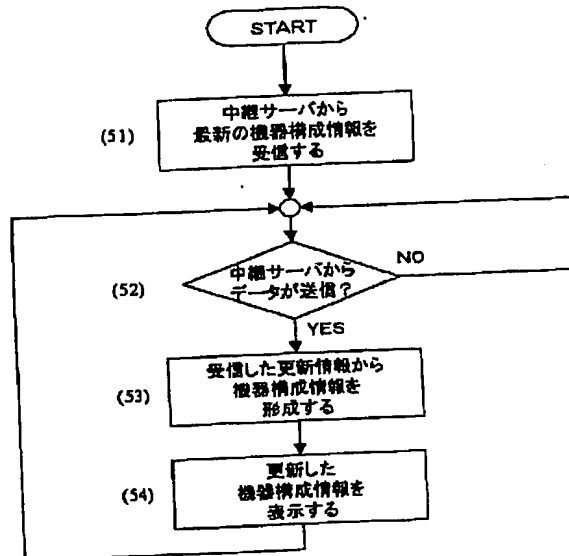 START
(51)
中継サーバから
最新の機器構成情報を
受信する
(52)
中継サーバから
データが送信？
NO
YES
(53)
受信した更新情報から
機器構成情報を
形成する
(54)
更新した
機器構成情報を
表示する